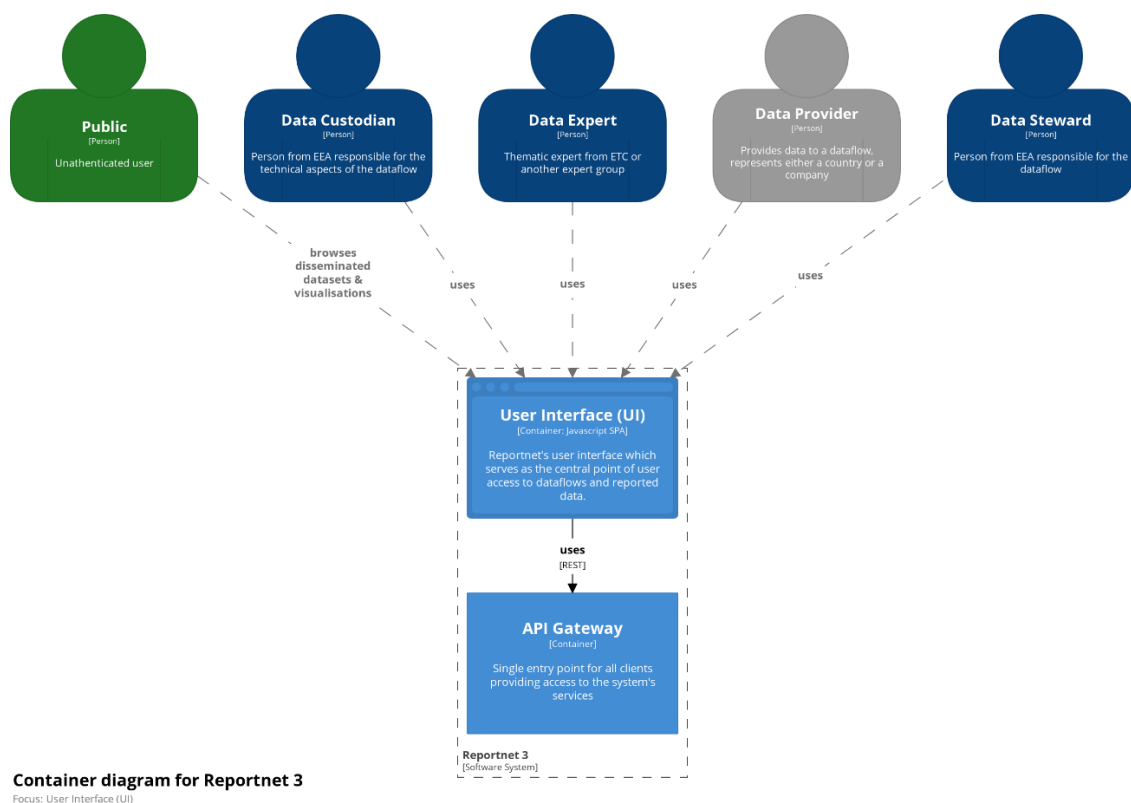 Public
[Person]
Unathenticated user
Data Custodian
[Person]
Person from EEA responsible for the
technical aspects of the dataflow
Data Expert
[Person]
Thematic expert from ETC or
another expert group
Data Provider
[Person]
Provides data to a dataflow,
represents either a country or a
company
Data Steward
[Person]
Person from EEA responsible for the
dataflow
browses
disseminated
datasets &
visualisations
uses
uses
uses
uses
User Interface (UI)
[Container: Javascript SPA]
Reportnet's user interface which
serves as the central point of user
access to dataflows and reported
data.
uses
[REST]
API Gateway
[Container]
Single entry point for all clients
providing access to the system's
services
Reportnet 3
[Software System]
Container diagram for Reportnet 3
Focus: User Interface (UI)